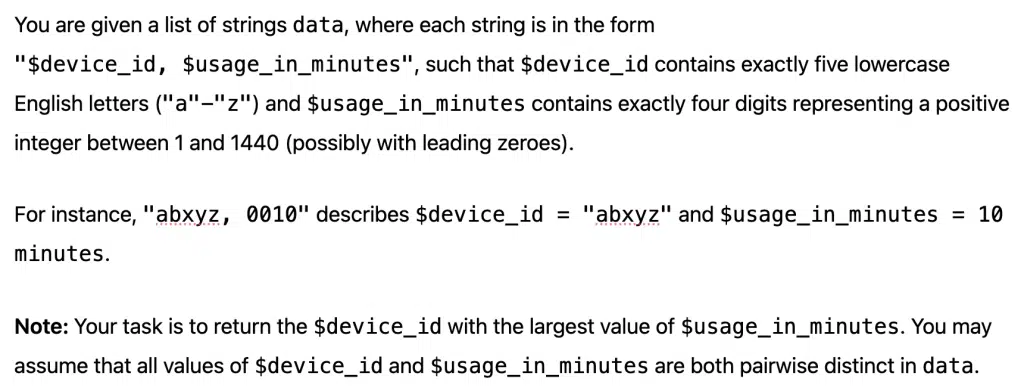 You are given a list of strings data, where each string is in the form
"$device_id, $usage_in_minutes", such that $device_id contains exactly five lowercase
English letters ("a"–"z") and $usage_in_minutes contains exactly four digits representing a positive
integer between 1 and 1440 (possibly with leading zeroes).
For instance, "abxyz, 0010" describes $device_id = "abxyz" and $usage_in_minutes = 10
minutes.
Note: Your task is to return the $device_id with the largest value of $usage_in_minutes. You may
assume that all values of $device_id and $usage_in_minutes are both pairwise distinct in data.